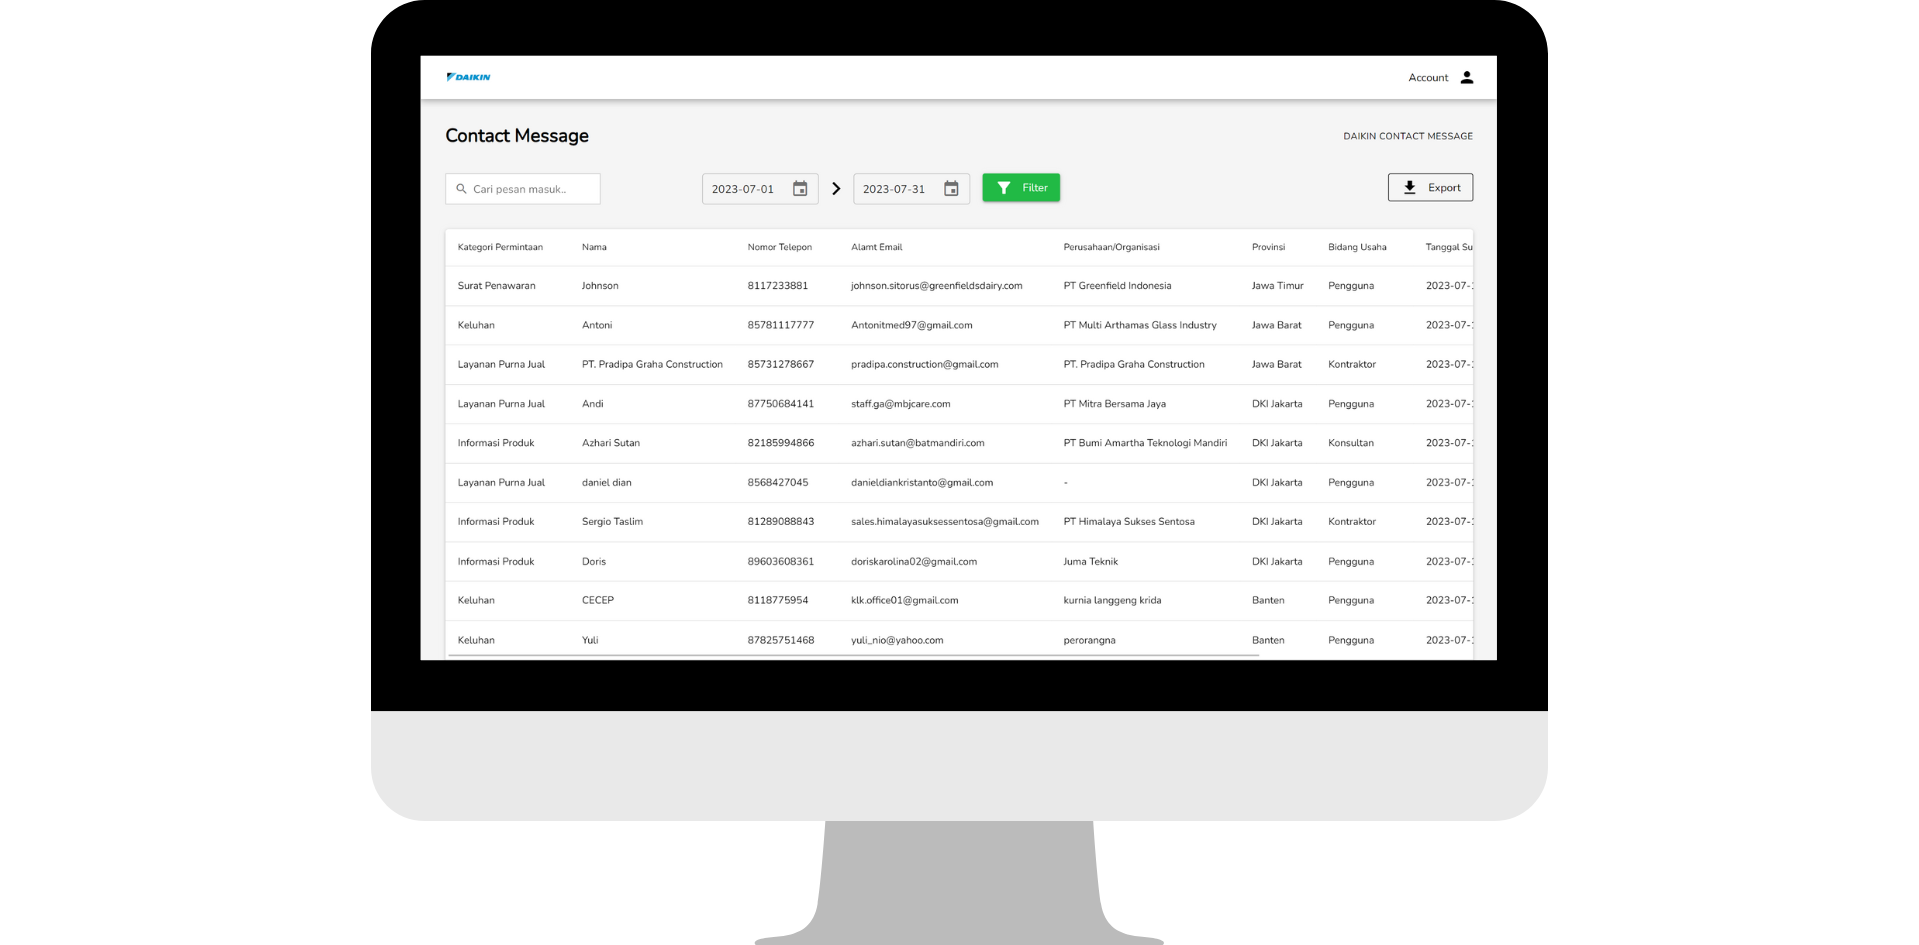 DAIKIN
Account
Contact Message
DAIKIN CONTACT MESSAGE
Cari pesan masuk..
2023-07-01
2023-07-31
Filter
Export
Kategori Permintaan Nama Nomor Telepon Alamt Email Perusahaan/Organisasi Provinsi Bidang Usaha Tanggal Su
Surat Penawaran Johnson 8117233881 johnson.sitorus@greenfieldsdairy.com PT Greenfield Indonesia Jawa Timur Pengguna 2023-07-
Keluhan Antoni 85781117777 Antonitmed97@gmail.com PT Multi Arthamas Glass Industry Jawa Barat Pengguna 2023-07-
Layanan Purna Jual PT. Pradipa Graha Construction 85731278667 pradipa.construction@gmail.com PT. Pradipa Graha Construction Jawa Barat Kontraktor 2023-07-
Layanan Purna Jual Andi 87750684141 staff.ga@mbjcare.com PT Mitra Bersama Jaya DKI Jakarta Pengguna 2023-07-
Informasi Produk Azhari Sutan 82185994866 azhari.sutan@batmandiri.com PT Bumi Amartha Teknologi Mandiri DKI Jakarta Konsultan 2023-07-
Layanan Purna Jual daniel dian 8568427045 danieldiankristanto@gmail.com - DKI Jakarta Pengguna 2023-07-
Informasi Produk Sergio Taslim 81289088843 sales.himalayasuksessentosa@gmail.com PT Himalaya Sukses Sentosa DKI Jakarta Kontraktor 2023-07-
Informasi Produk Doris 89603608361 doriskarolina02@gmail.com Juma Teknik DKI Jakarta Pengguna 2023-07-
Keluhan CECEP 8118775954 klk.office01@gmail.com kurnia langgeng krida Banten Pengguna 2023-07-
Keluhan Yuli 87825751468 yuli_nio@yahoo.com perorangna Banten Pengguna 2023-07-